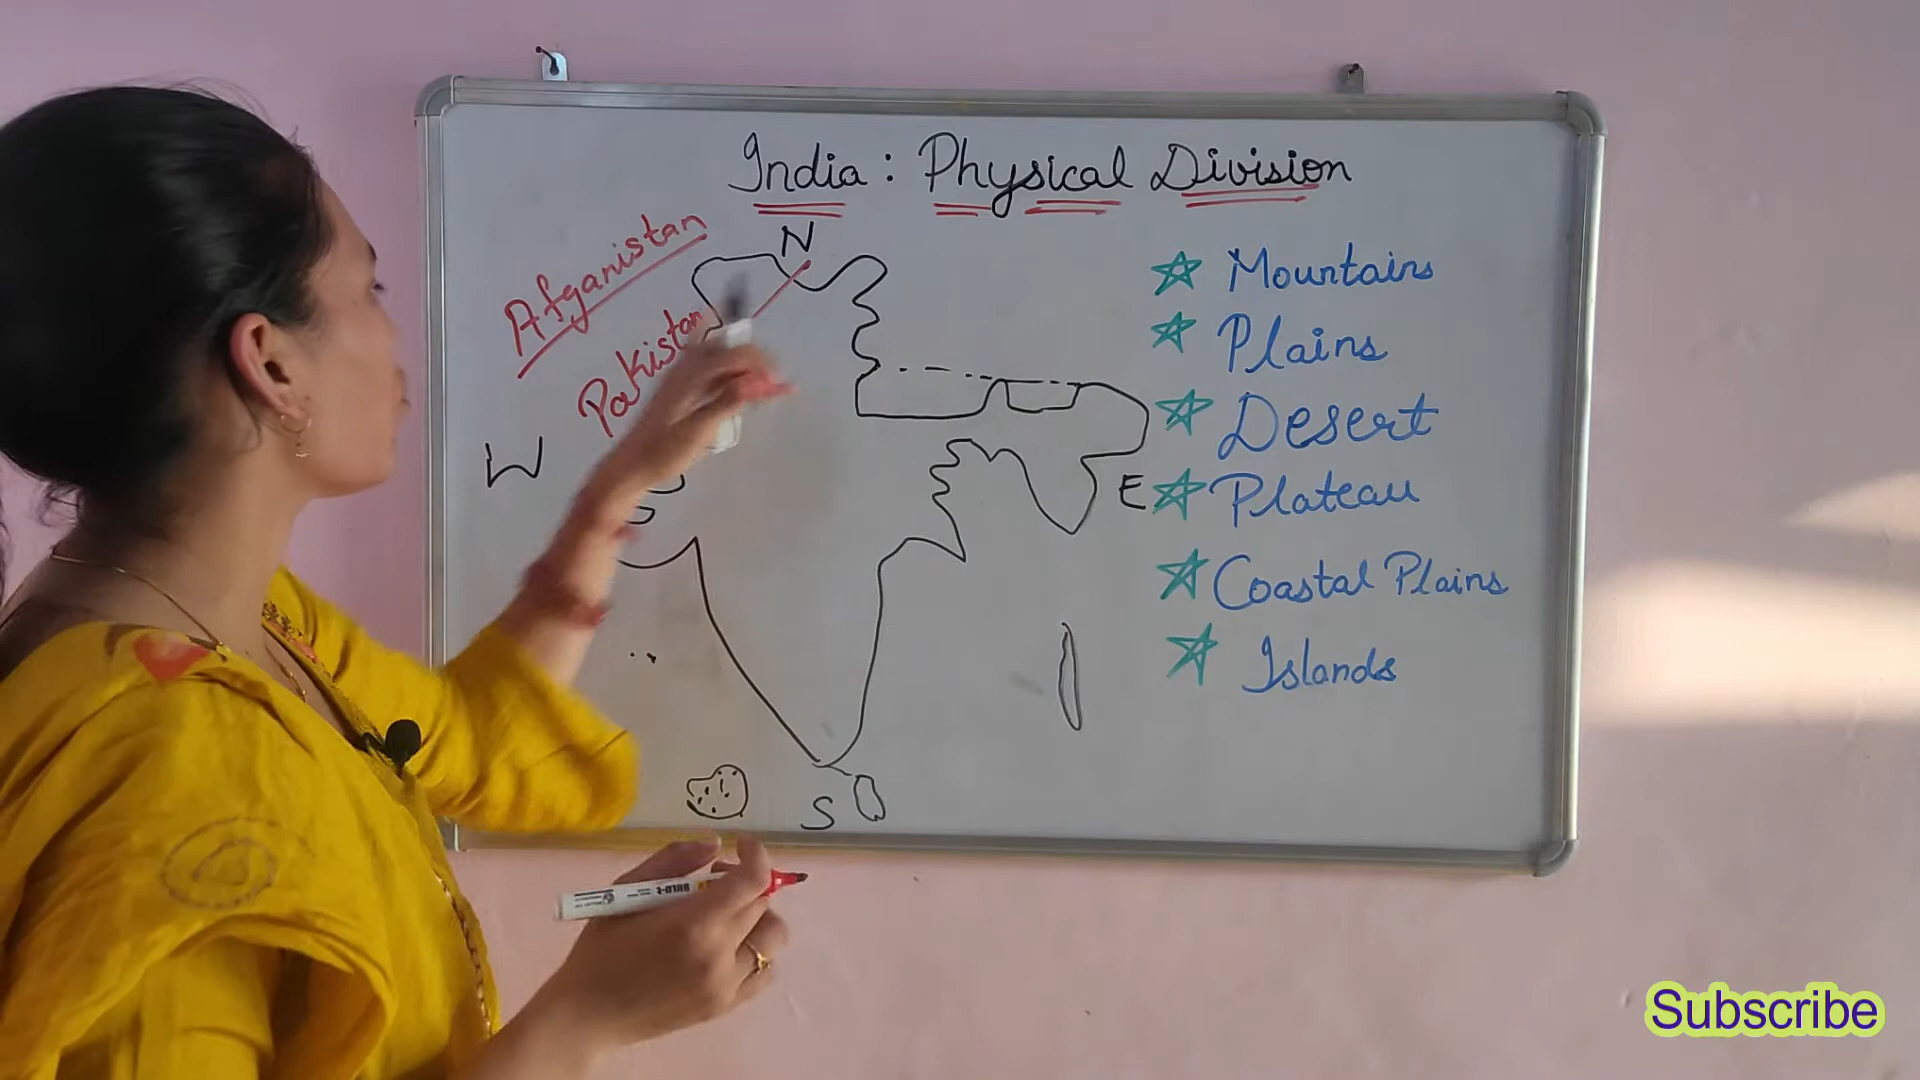 India : Physical Division
N
Afganistan
Pakistan
W
E
S
Mountains
Plains
Desert
Plateau
Coastal Plains
Islands
Subscribe